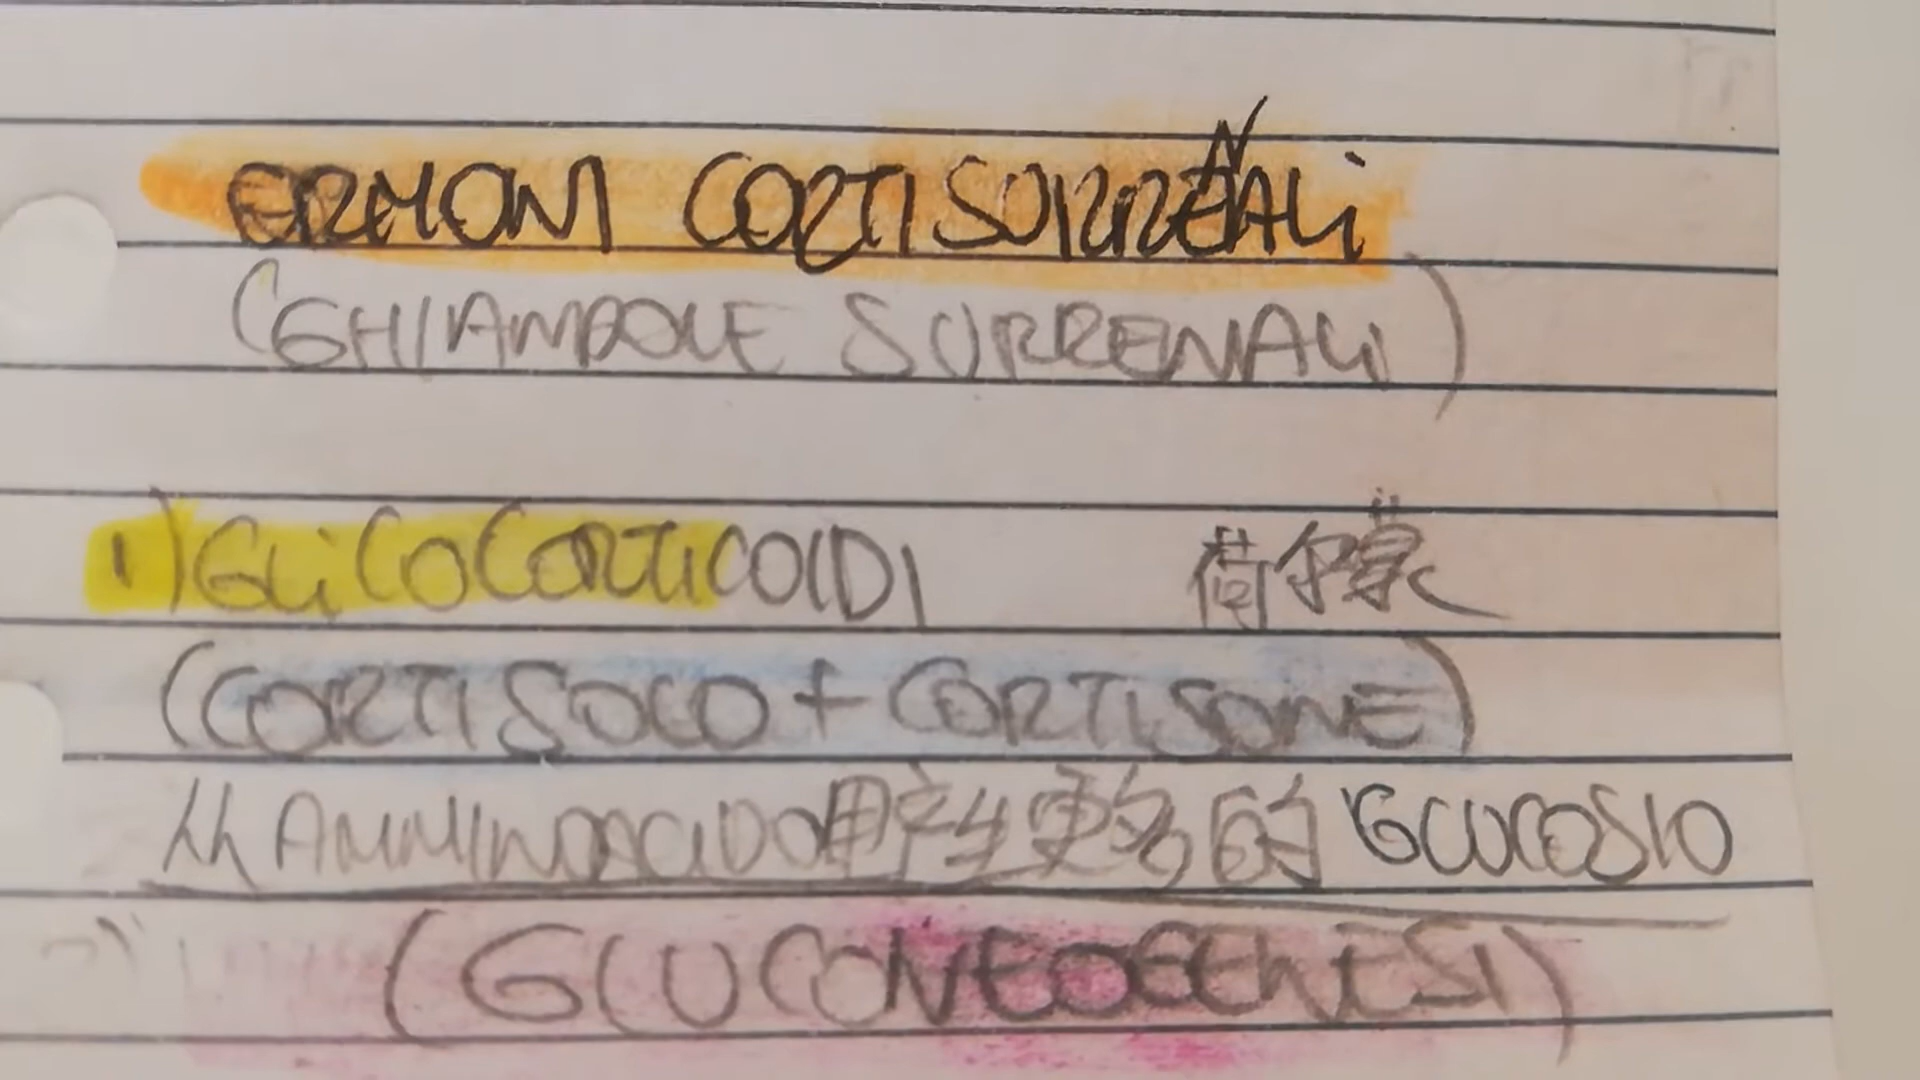 ORMONI CORTISURRENALI
(GHIANDOLE SURRENALI)
1) GLICOCORTICOIDI 荷尔蒙
(CORTISOLO + CORTISONE)
从 AMMINOACIDO 产生更多的 GLUCOSIO
(GLUCONEOGENESI)